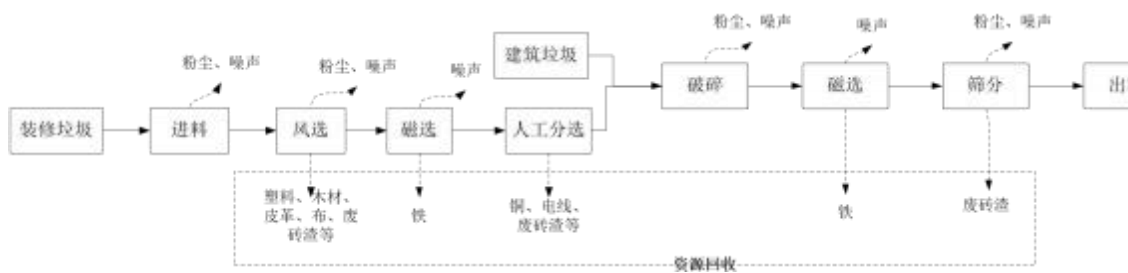 粉尘、噪声
噪声
粉尘、噪声
建筑垃圾
粉尘、噪声
粉尘、噪声
噪声
破碎
磁选
筛分
出
装修垃圾
进料
风选
磁选
人工分选
塑料、木材、
皮革、布、废
砖渣等
铁
铜、电线、
废砖渣等
铁
废砖渣
资源回收